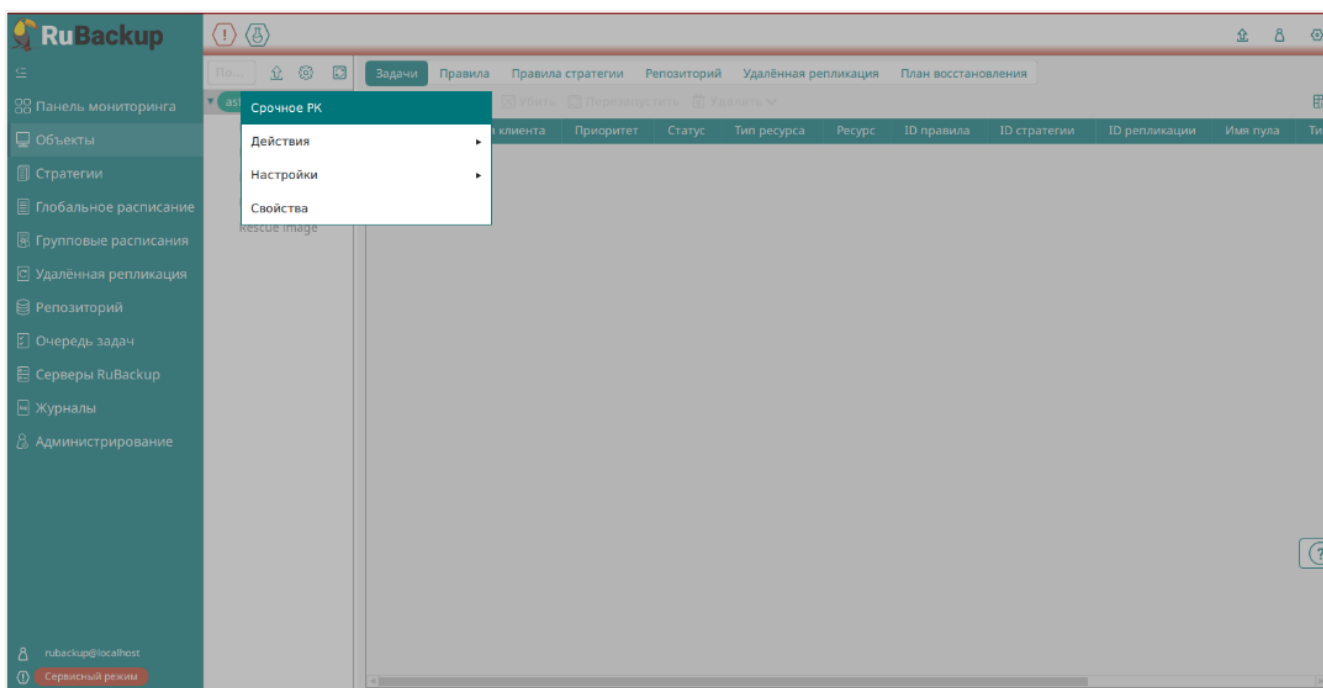 RuBackup
По...
Задачи Правила Правила стратегии Репозиторий Удалённая репликация План восстановления
Панель мониторинга
Срочное РК
Убить Перезапустить Удалить
клиента Приоритет Статус Тип ресурса Ресурс ID правила ID стратегии ID репликации Имя пула
Объекты
Действия
Стратегии
Настройки
Глобальное расписание
Свойства
Групповые расписания
Rescue image
Удалённая репликация
Репозиторий
Очередь задач
Серверы RuBackup
Журналы
Администрирование
rubackup@localhost
Сервисный режим